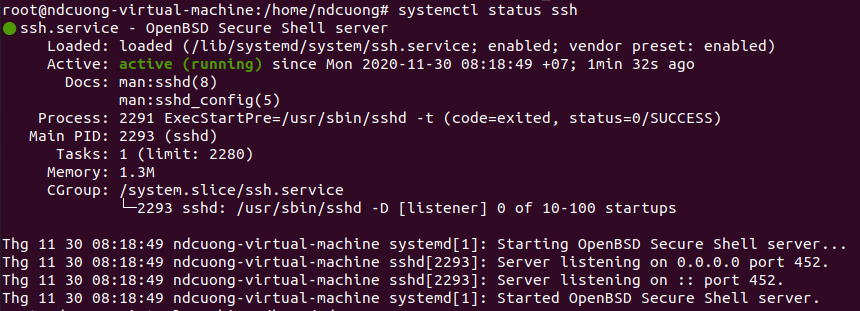 root@ndcuong-virtual-machine:/home/ndcuong# systemctl status ssh
● ssh.service - OpenBSD Secure Shell server
     Loaded: loaded (/lib/systemd/system/ssh.service; enabled; vendor preset: enabled)
     Active: active (running) since Mon 2020-11-30 08:18:49 +07; 1min 32s ago
       Docs: man:sshd(8)
             man:sshd_config(5)
    Process: 2291 ExecStartPre=/usr/sbin/sshd -t (code=exited, status=0/SUCCESS)
   Main PID: 2293 (sshd)
      Tasks: 1 (limit: 2280)
     Memory: 1.3M
     CGroup: /system.slice/ssh.service
             └─2293 sshd: /usr/sbin/sshd -D [listener] 0 of 10-100 startups
Thg 11 30 08:18:49 ndcuong-virtual-machine systemd[1]: Starting OpenBSD Secure Shell server...
Thg 11 30 08:18:49 ndcuong-virtual-machine sshd[2293]: Server listening on 0.0.0.0 port 452.
Thg 11 30 08:18:49 ndcuong-virtual-machine sshd[2293]: Server listening on :: port 452.
Thg 11 30 08:18:49 ndcuong-virtual-machine systemd[1]: Started OpenBSD Secure Shell server.